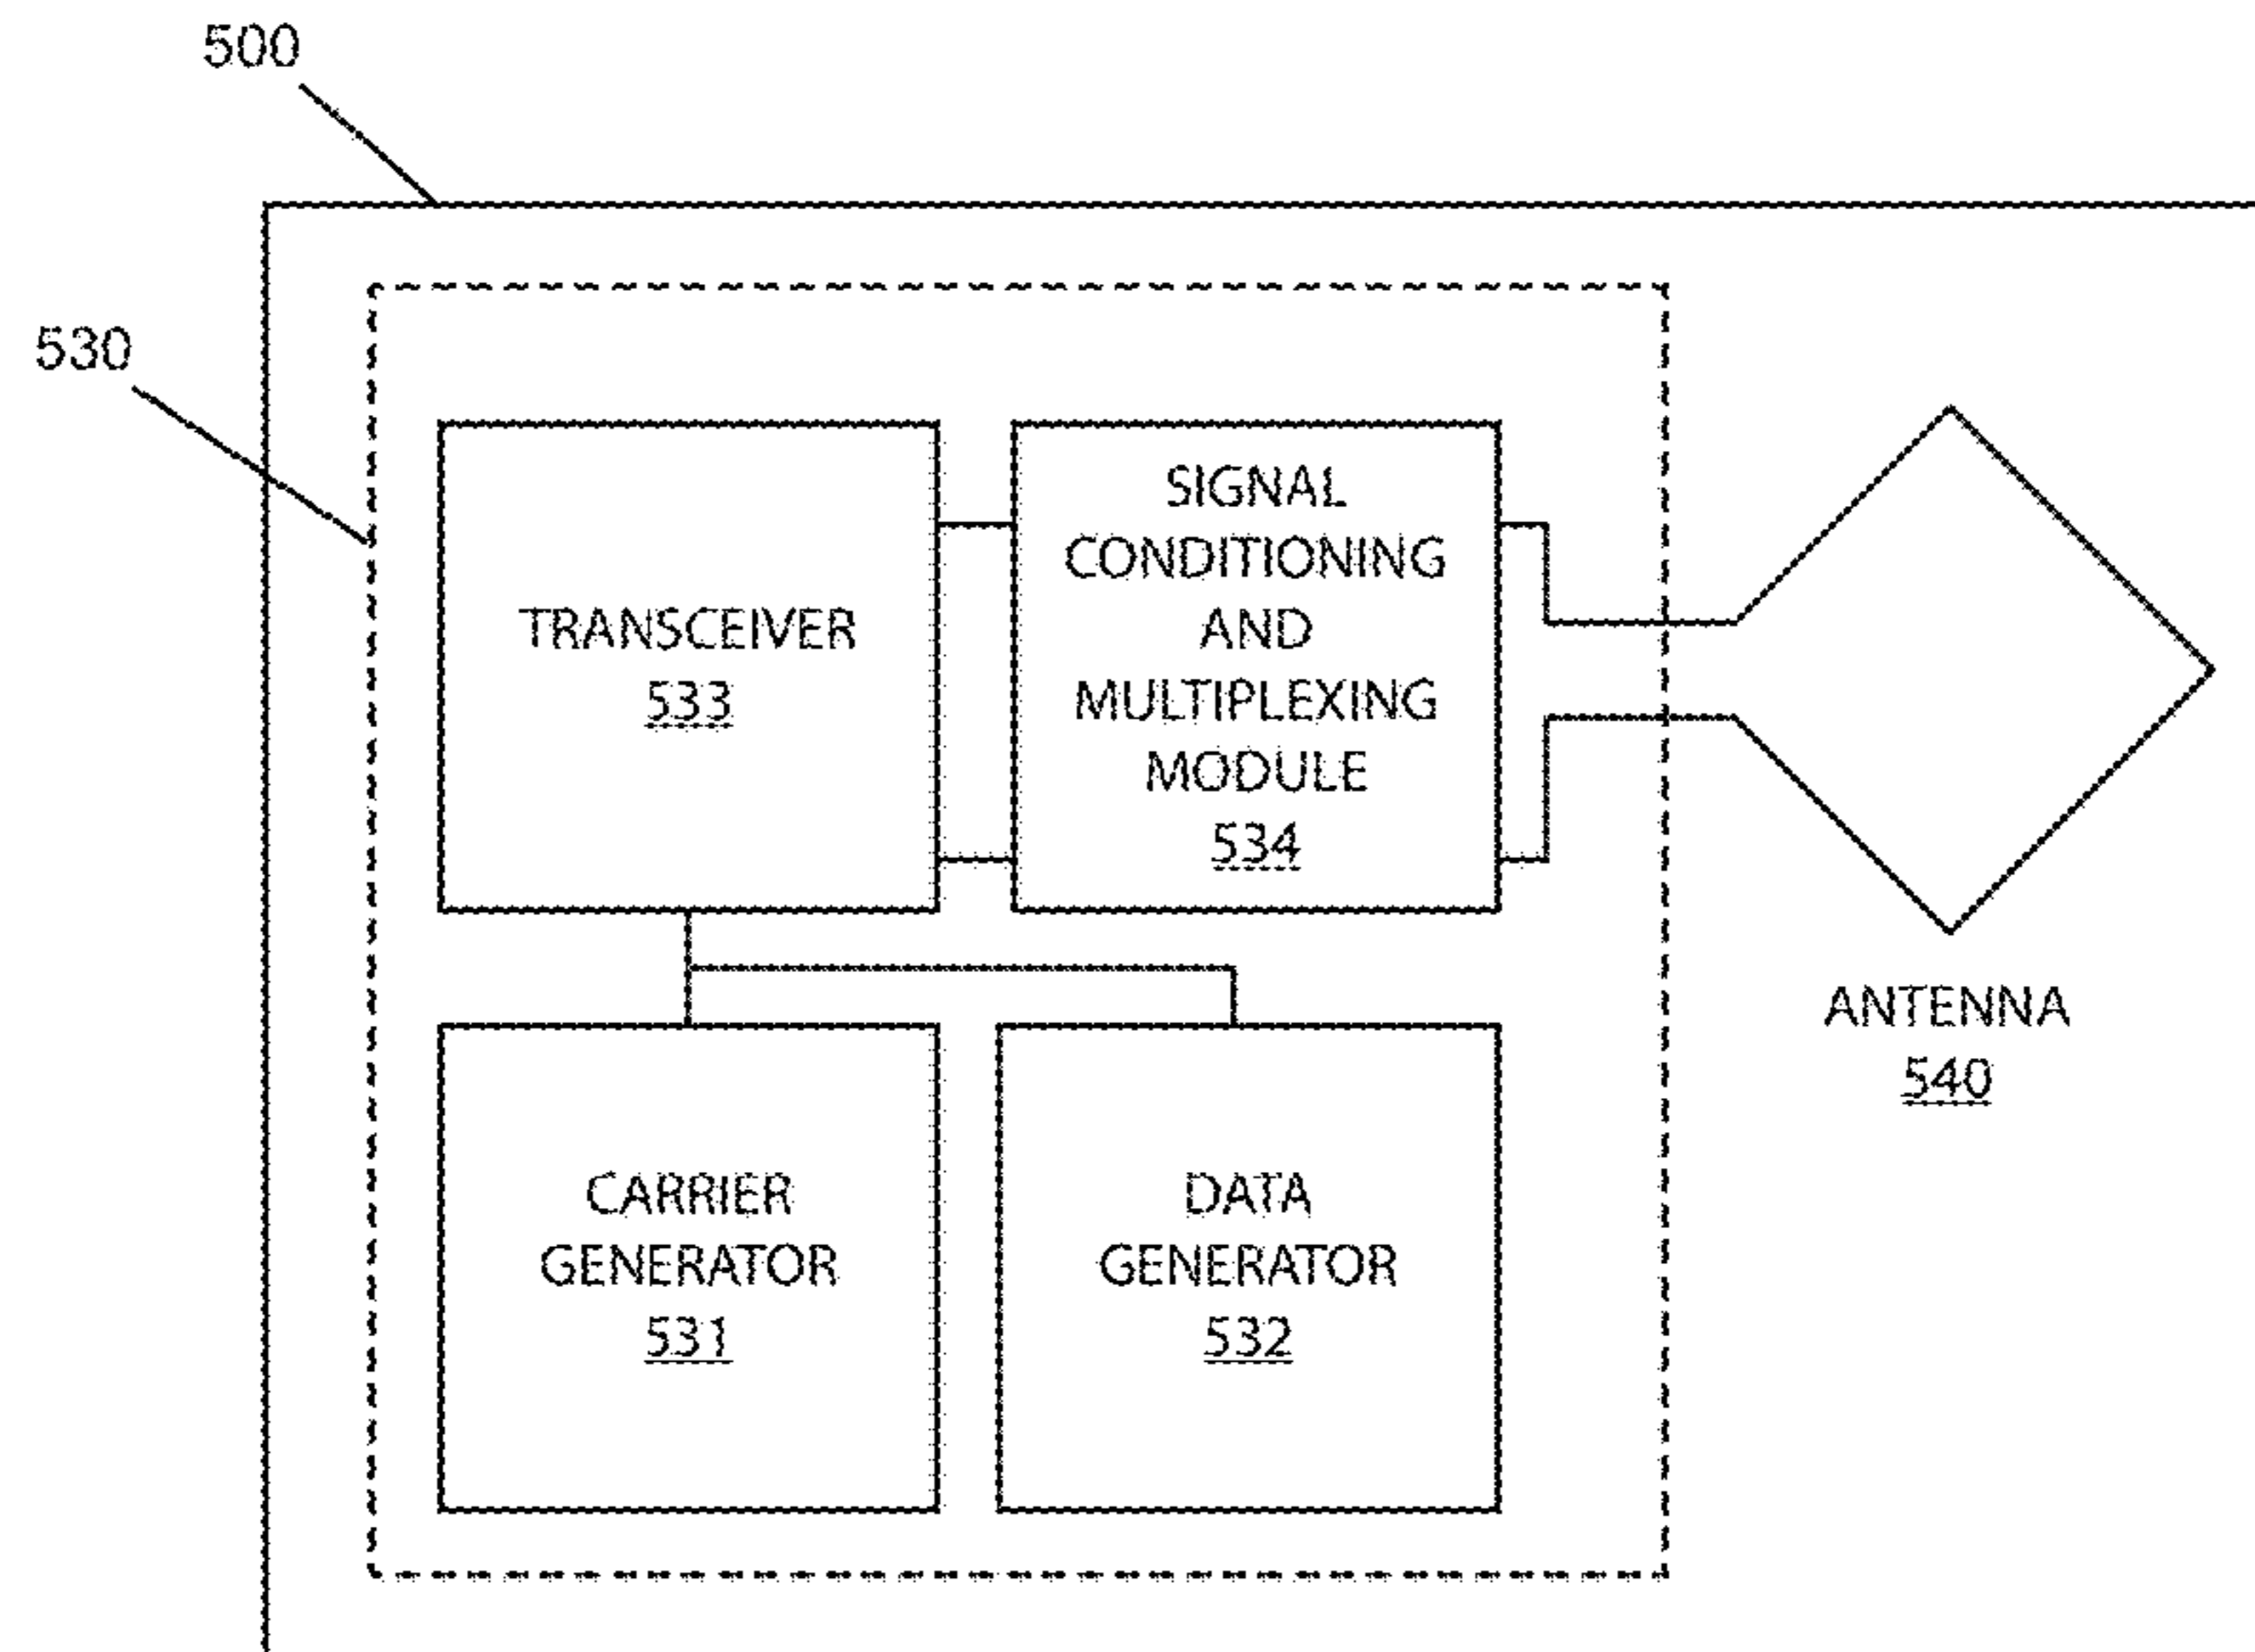 500
530
TRANSCEIVER
533
SIGNAL
CONDITIONING
AND
MULTIPLEXING
MODULE
534
ANTENNA
540
CARRIER
GENERATOR
531
DATA
GENERATOR
532